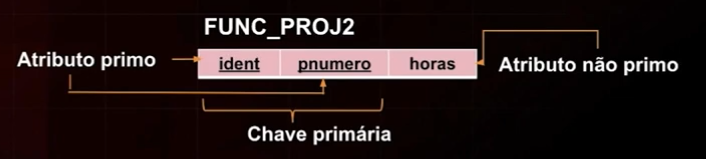 FUNC_PROJ2
Atributo primo
ident pnumero horas
Atributo não primo
Chave primária